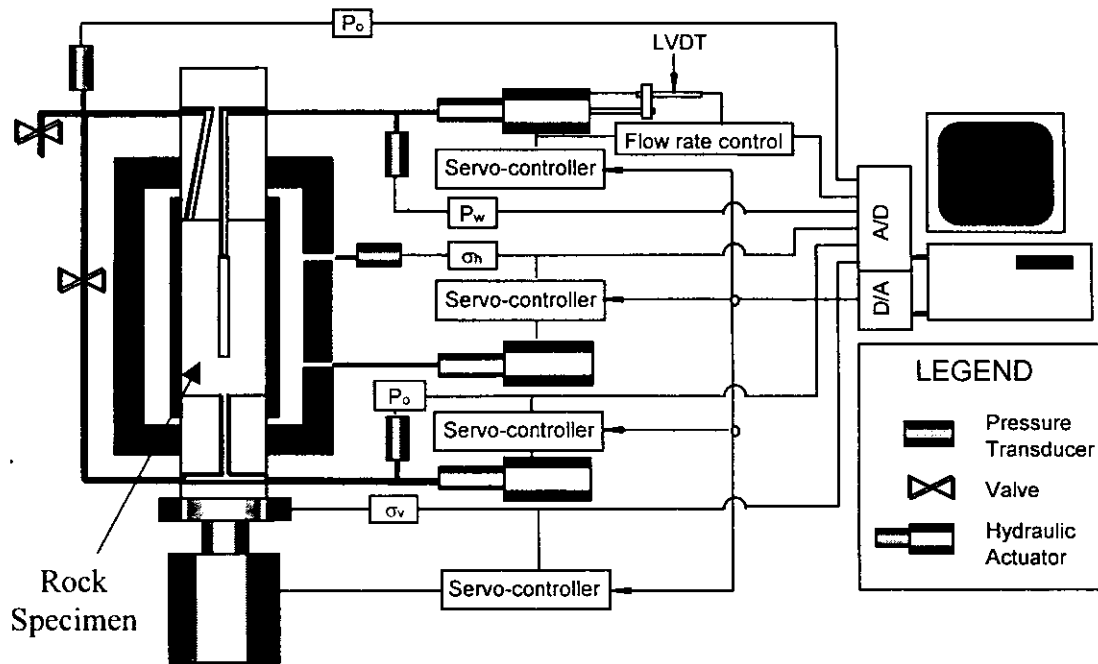 Po
LVDT
Flow rate control
Servo-controller
Pw
A/D
σh
Servo-controller
D/A
LEGEND
Po
Pressure
Transducer
Servo-controller
Valve
σv
Hydraulic
Actuator
Servo-controller
Rock
Specimen